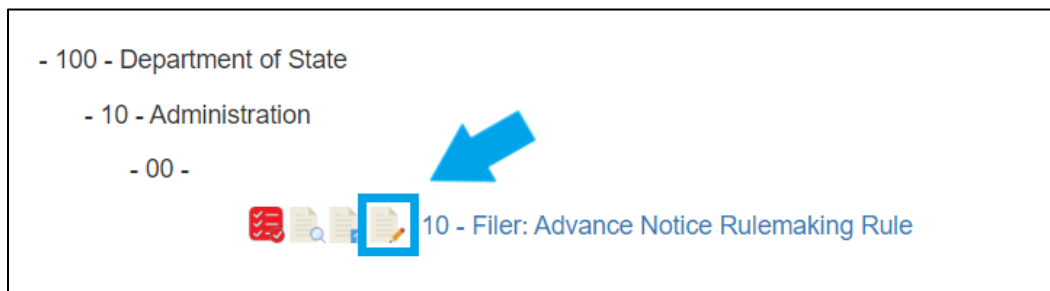 - 100 - Department of State
- 10 - Administration
- 00 -
10 - Filer: Advance Notice Rulemaking Rule